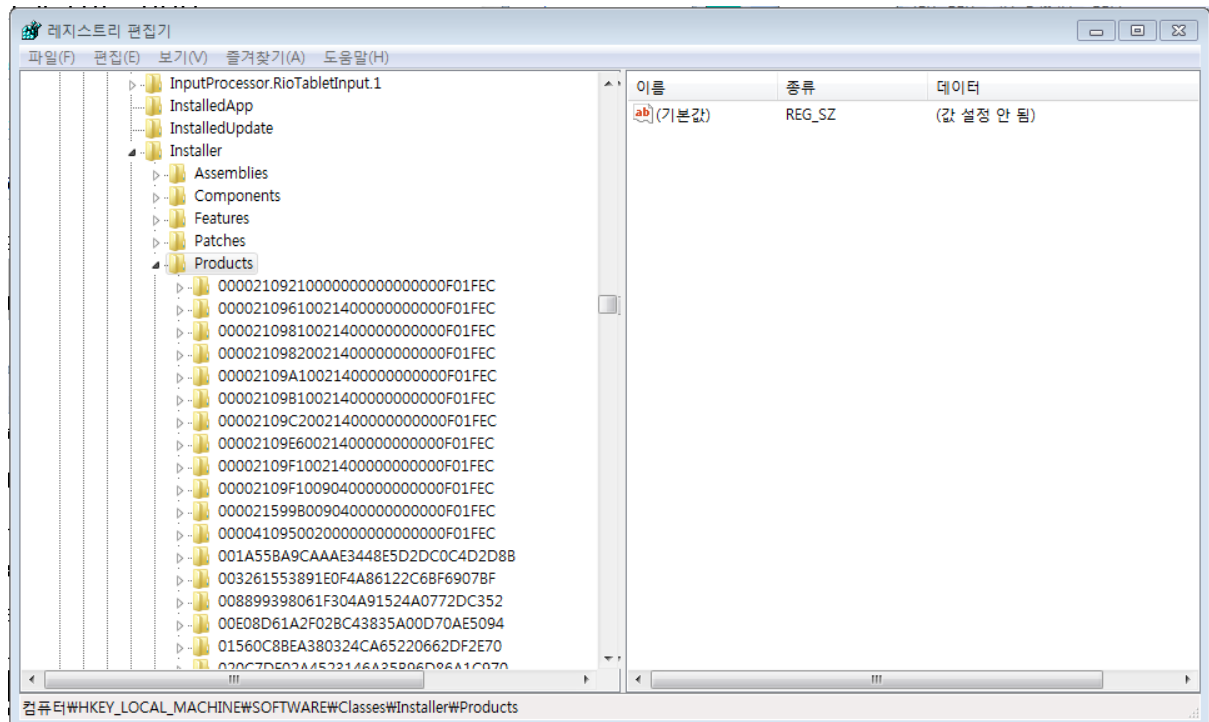 레지스트리 편집기
파일(F) 편집(E) 보기(V) 즐겨찾기(A) 도움말(H)
InputProcessor.RioTabletInput.1
InstalledApp
InstalledUpdate
Installer
Assemblies
Components
Features
Patches
Products
00002109210000000000000000F01FEC
00002109610021400000000000F01FEC
00002109810021400000000000F01FEC
00002109820021400000000000F01FEC
00002109A10021400000000000F01FEC
00002109B10021400000000000F01FEC
00002109C20021400000000000F01FEC
00002109E60021400000000000F01FEC
00002109F10021400000000000F01FEC
00002109F10090400000000000F01FEC
000021599B0090400000000000F01FEC
00004109500200000000000000F01FEC
001A55BA9CAAAE3448E5D2DC0C4D2D8B
003261553891E0F4A86122C6BF6907BF
008899398061F304A91524A0772DC352
00E08D61A2F02BC43835A00D70AE5094
01560C8BEA380324CA65220662DF2E70
이름 종류 데이터
(기본값) REG_SZ (값 설정 안 됨)
컴퓨터₩HKEY_LOCAL_MACHINE₩SOFTWARE₩Classes₩Installer₩Products